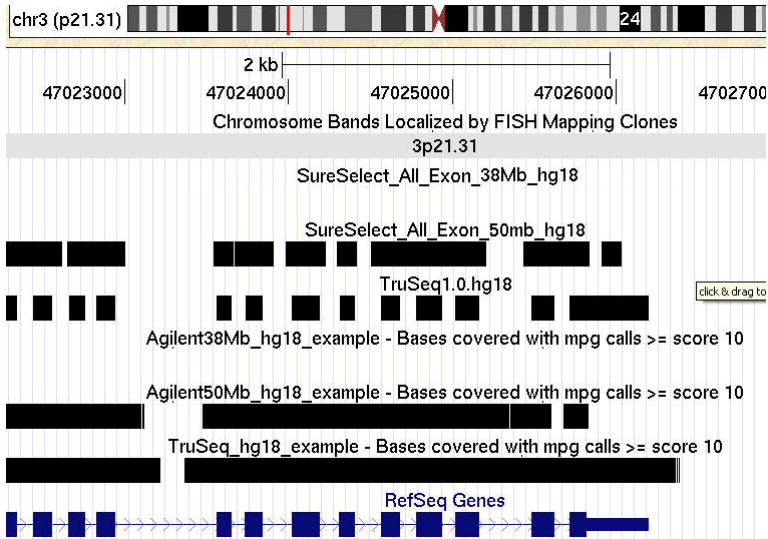 chr3 (p21.31) 24
2 kb
47023000 47024000 47025000 47026000 47027000
Chromosome Bands Localized by FISH Mapping Clones
3p21.31
SureSelect_All_Exon_38Mb_hg18
SureSelect_All_Exon_50mb_hg18
TruSeq1.0.hg18
click & drag to
Agilent38Mb_hg18_example - Bases covered with mpg calls >= score 10
Agilent50Mb_hg18_example - Bases covered with mpg calls >= score 10
TruSeq_hg18_example - Bases covered with mpg calls >= score 10
RefSeq Genes